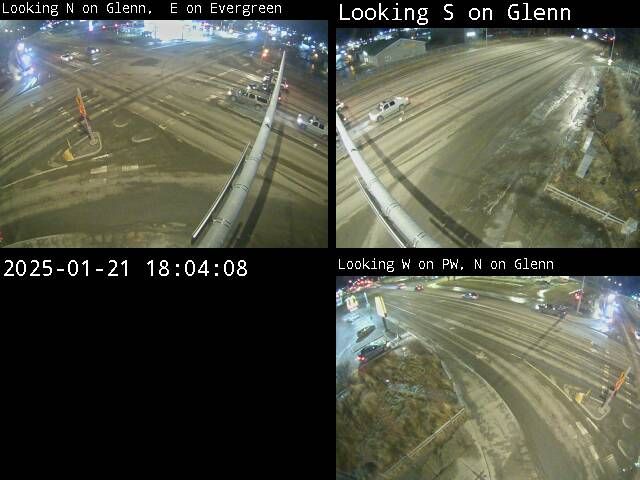 Looking N on Glenn, E on Evergreen
Looking S on Glenn
2025-01-21 18:04:08
Looking W on PW, N on Glenn